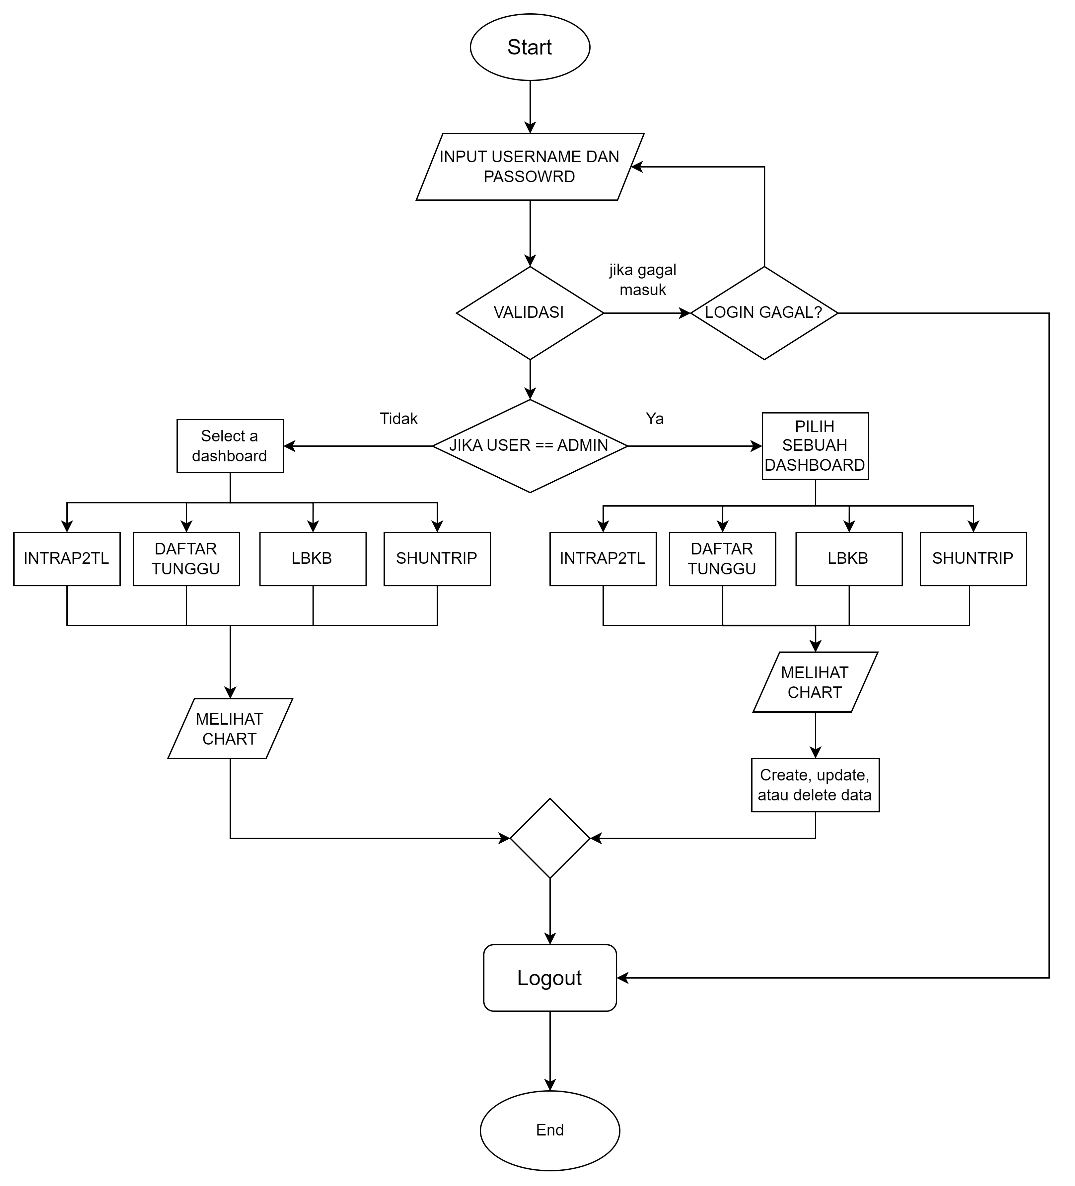 Start
INPUT USERNAME DAN
PASSOWRD
jika gagal
masuk
VALIDASI
LOGIN GAGAL?
Tidak
JIKA USER == ADMIN
Ya
Select a
dashboard
PILIH
SEBUAH
DASHBOARD
INTRAP2TL
DAFTAR
TUNGGU
LBKB
SHUNTRIP
INTRAP2TL
DAFTAR
TUNGGU
LBKB
SHUNTRIP
MELIHAT
CHART
MELIHAT
CHART
Create, update,
atau delete data
Logout
End